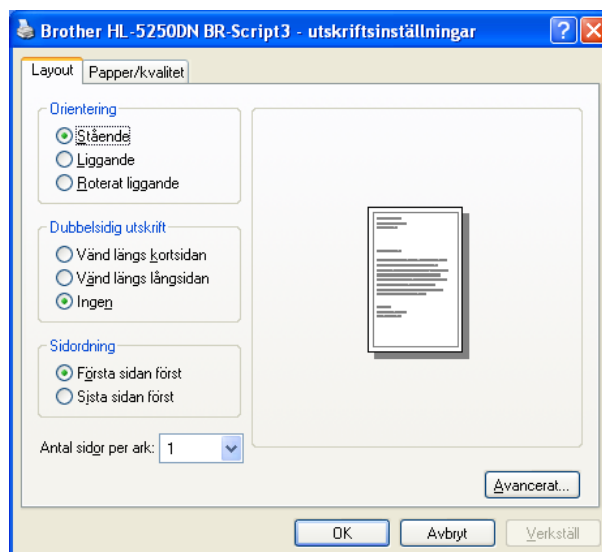 Brother HL-5250DN BR-Script3 - utskriftsinställningar
Layout
Papper/kvalitet
Orientering
Stående
Liggande
Roterat liggande
Dubbelsidig utskrift
Vänd längs kortsidan
Vänd längs långsidan
Ingen
Sidordning
Första sidan först
Sista sidan först
Antal sidor per ark: 1
Avancerat...
OK
Avbryt
Verkställ